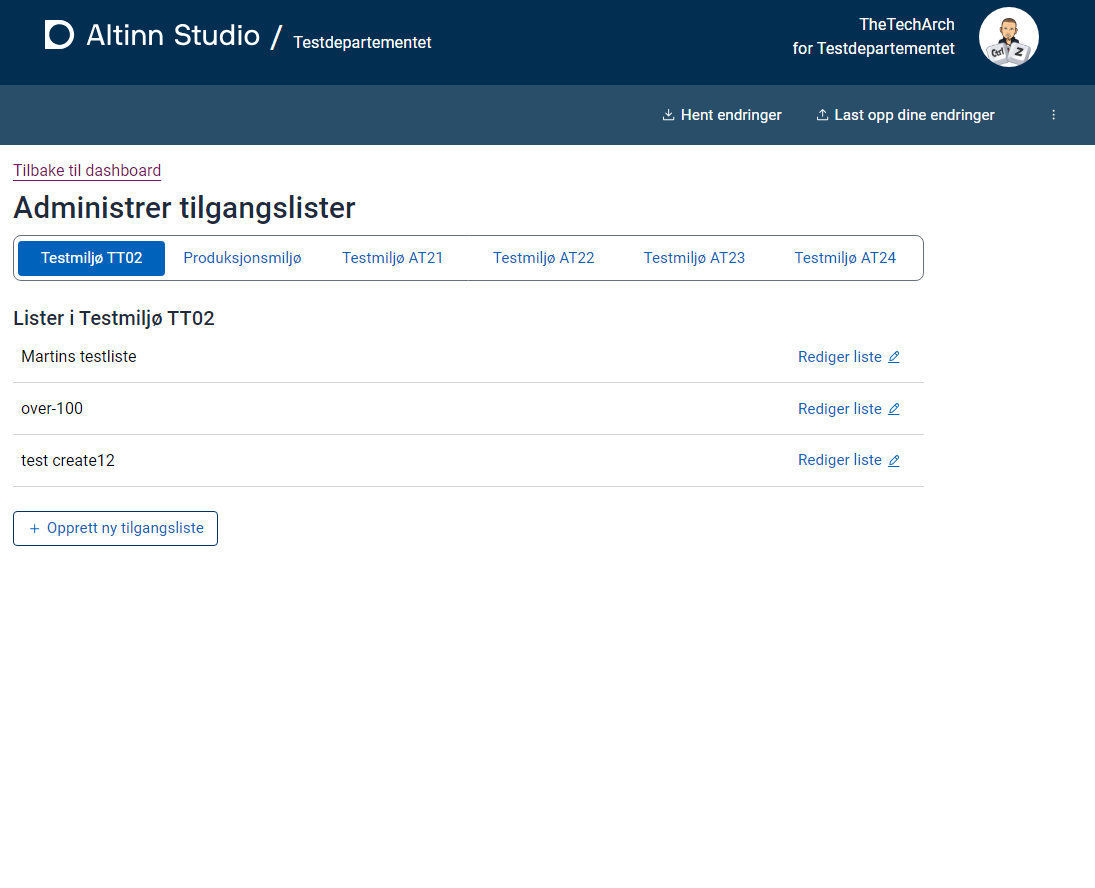 Altinn Studio / Testdepartementet
TheTechArch
for Testdepartementet
Ctrl Z
Hent endringer
Last opp dine endringer
Tilbake til dashboard
Administrer tilgangslister
Testmiljø TT02
Produksjonsmiljø
Testmiljø AT21
Testmiljø AT22
Testmiljø AT23
Testmiljø AT24
Lister i Testmiljø TT02
Martins testliste
Rediger liste
over-100
Rediger liste
test create12
Rediger liste
+ Opprett ny tilgangsliste